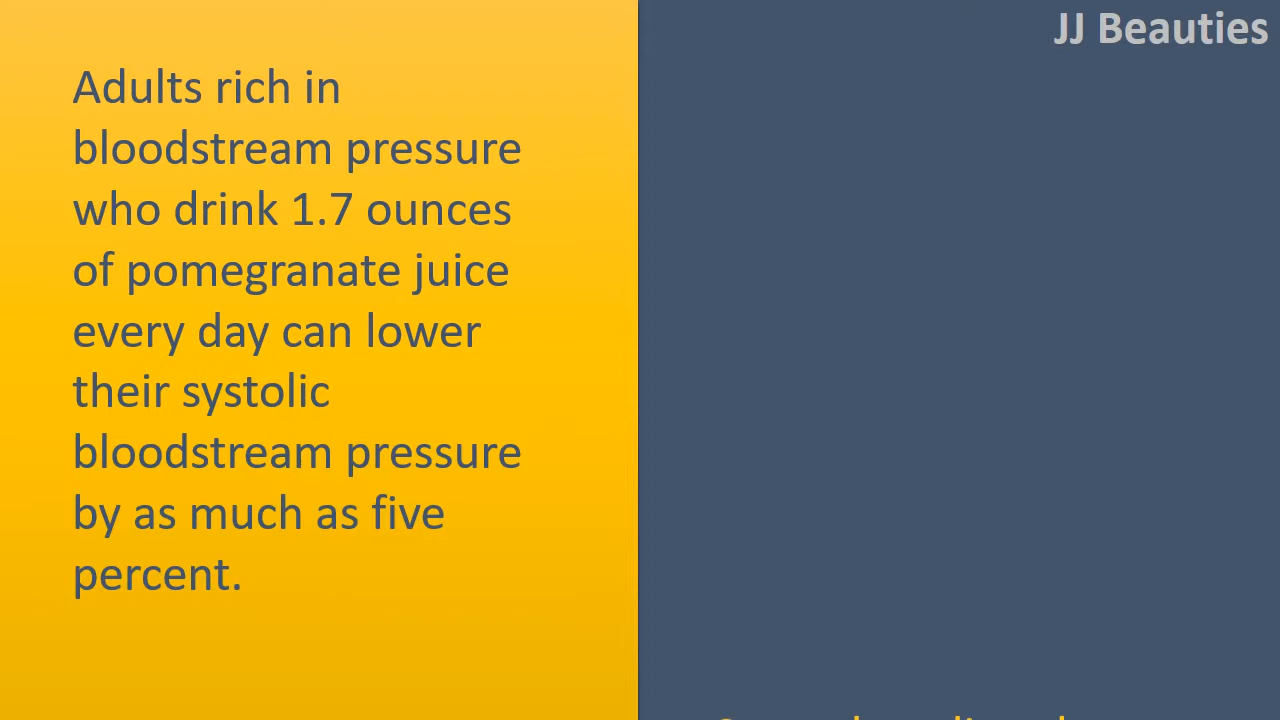 JJ Beauties
Adults rich in
bloodstream pressure
who drink 1.7 ounces
of pomegranate juice
every day can lower
their systolic
bloodstream pressure
by as much as five
percent.